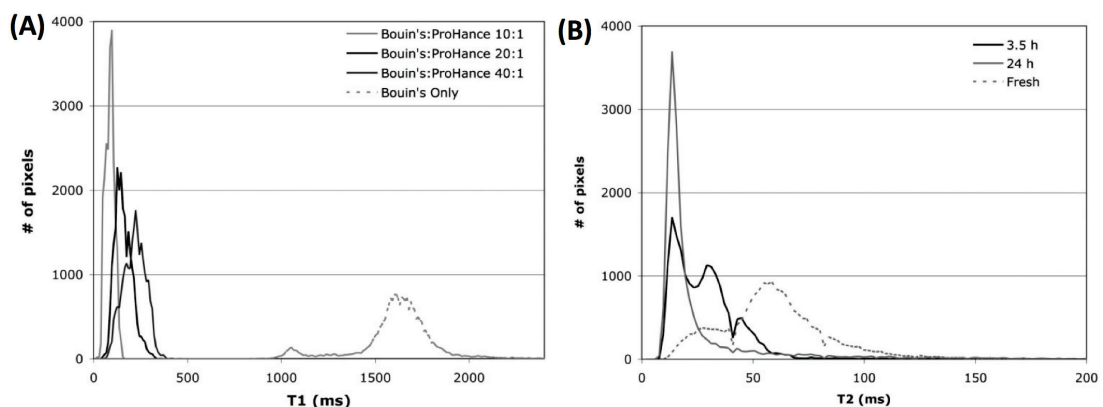 (A)
4000
3000
2000
1000
0
# of pixels
Bouin's:ProHance 10:1
Bouin's:ProHance 20:1
Bouin's:ProHance 40:1
Bouin's Only
0 500 1000 1500 2000
T1 (ms)
(B)
4000
3000
2000
1000
0
# of pixels
3.5 h
24 h
Fresh
0 50 100 150 200
T2 (ms)